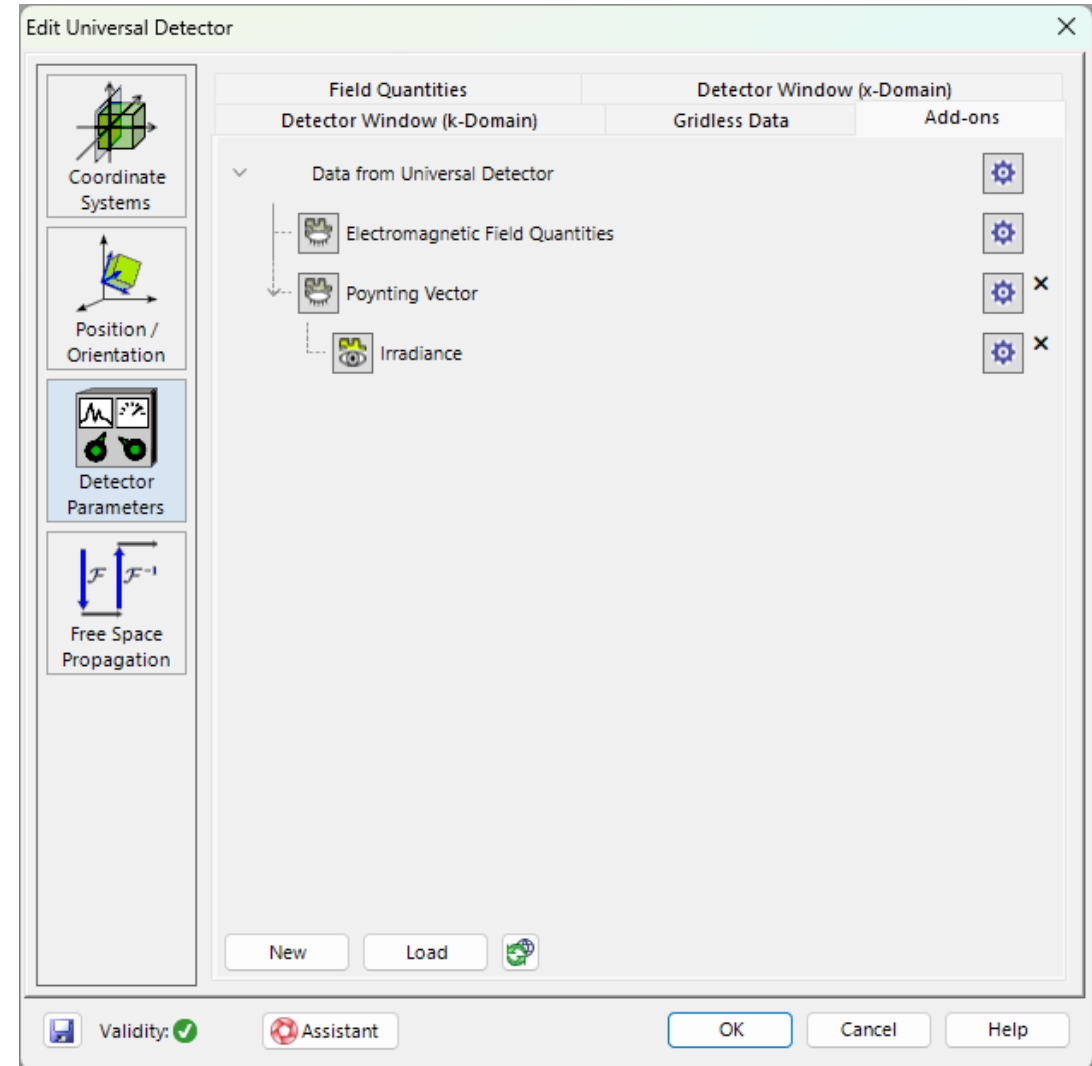 Edit Universal Detector
Coordinate
Systems
Position /
Orientation
Detector
Parameters
ℱ ℱ⁻¹
Free Space
Propagation
Field Quantities
Detector Window (x-Domain)
Detector Window (k-Domain)
Gridless Data
Add-ons
Data from Universal Detector
Electromagnetic Field Quantities
Poynting Vector
Irradiance
New
Load
Validity:
Assistant
OK
Cancel
Help